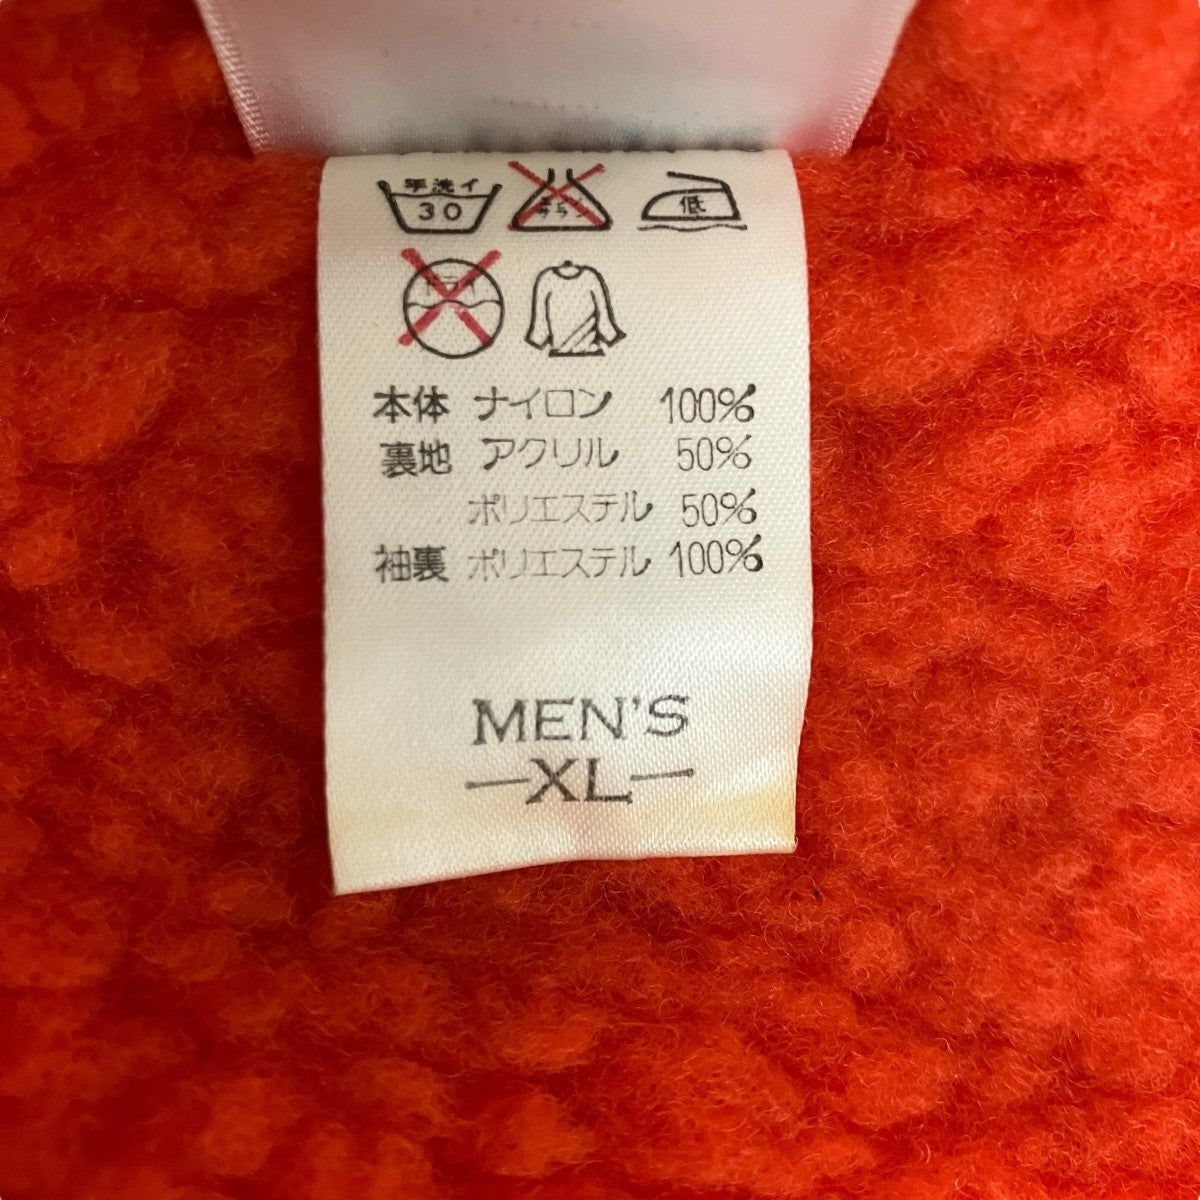 手洗イ
30
低
本体 ナイロン 100%
裏地 アクリル 50%
ポリエステル 50%
袖裏 ポリエステル 100%
MEN'S
—XL—